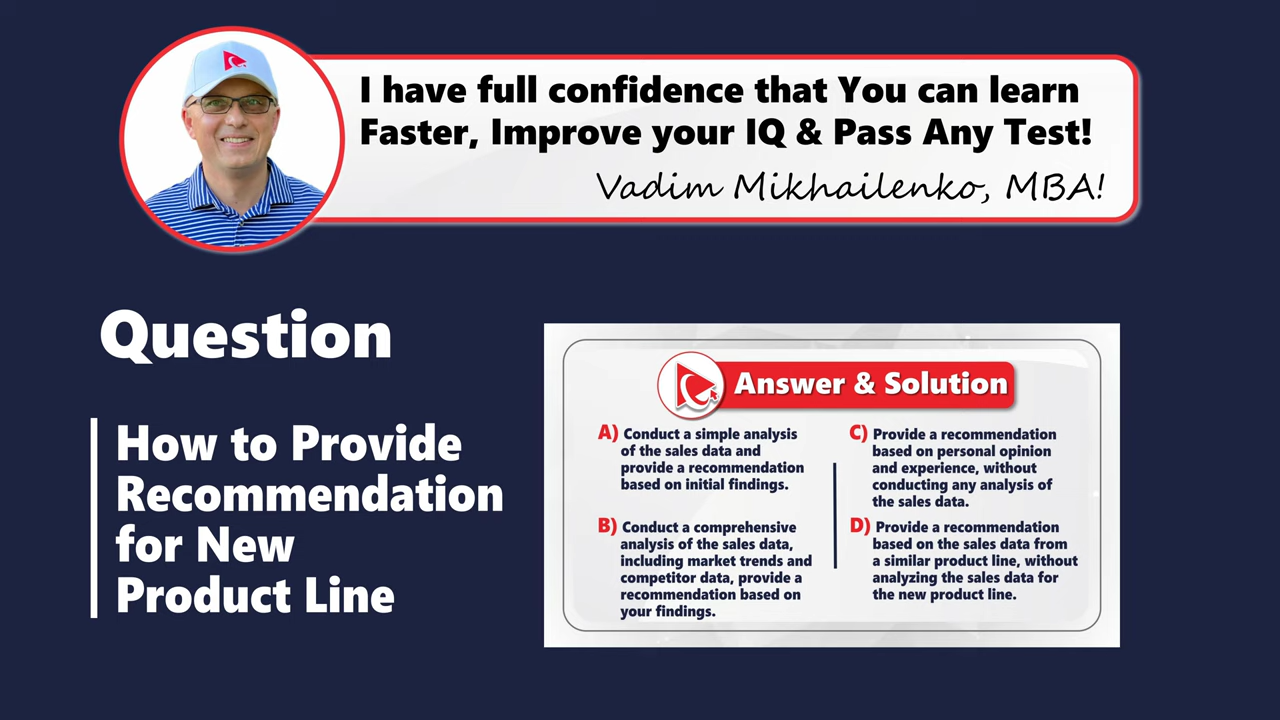 I have full confidence that You can learn
Faster, Improve your IQ & Pass Any Test!
Vadim Mikhailenko, MBA!
Question
How to Provide
Recommendation
for New
Product Line
Answer & Solution
A) Conduct a simple analysis
of the sales data and
provide a recommendation
based on initial findings.
B) Conduct a comprehensive
analysis of the sales data,
including market trends and
competitor data, provide a
recommendation based on
your findings.
C) Provide a recommendation
based on personal opinion
and experience, without
conducting any analysis of
the sales data.
D) Provide a recommendation
based on the sales data from
a similar product line, without
analyzing the sales data for
the new product line.